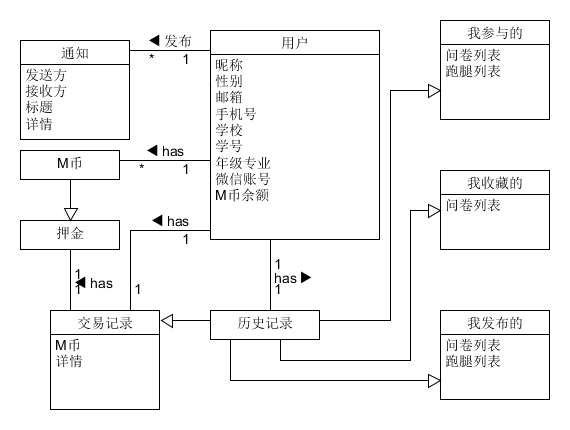 通知
发送方
接收方
标题
详情
◀ 发布
* 1
用户
昵称
性别
邮箱
手机号
学校
学号
年级专业
微信账号
M币余额
我参与的
问卷列表
跑腿列表
M币
◀ has
* 1
押金
◀ has
1
1
我收藏的
问卷列表
1
◀ has
1
1
has ▶
1
交易记录
M币
详情
历史记录
我发布的
问卷列表
跑腿列表